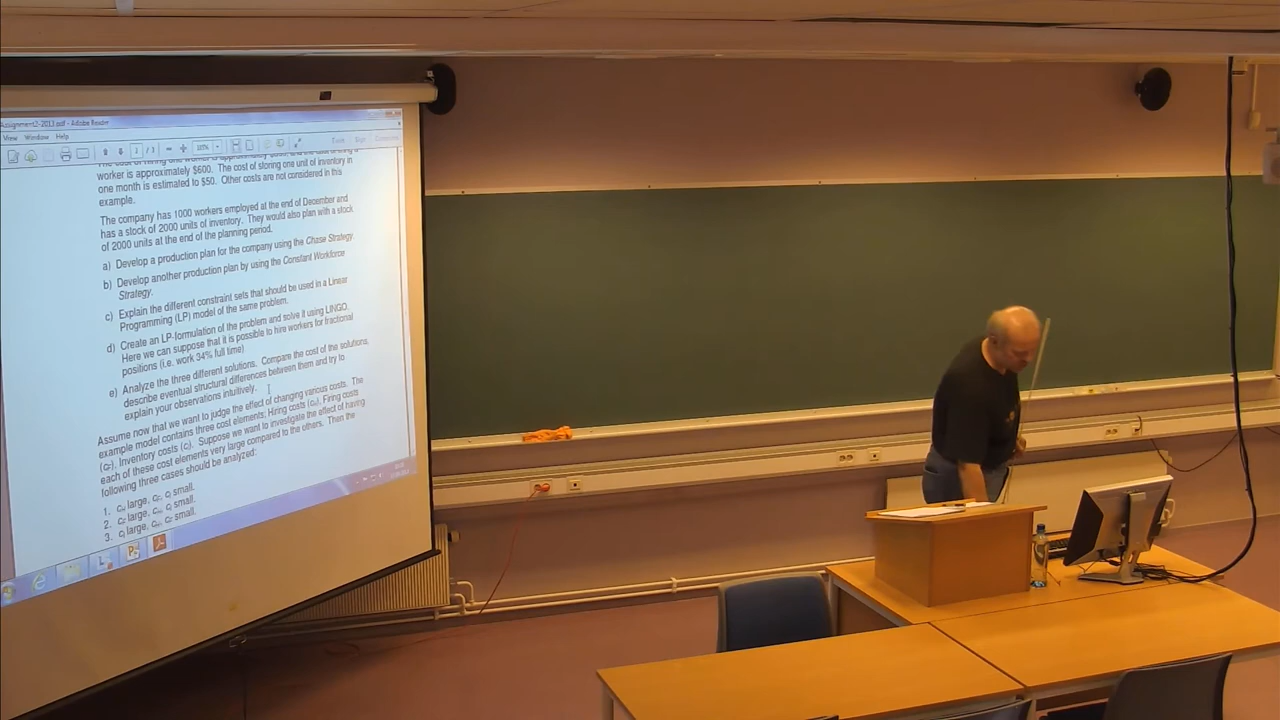 Assignment2-2013.pdf - Adobe Reader
View Window Help
worker is approximately $600. The cost of storing one unit of inventory in
one month is estimated to $50. Other costs are not considered in this
example.
The company has 1000 workers employed at the end of December and
has a stock of 2000 units of inventory. They would also plan with a stock
of 2000 units at the end of the planning period.
a) Develop a production plan for the company using the Chase Strategy.
b) Develop another production plan by using the Constant Workforce
Strategy.
c) Explain the different constraint sets that should be used in a Linear
Programming (LP) model of the same problem.
d) Create an LP-formulation of the problem and solve it using LINGO.
Here we can suppose that it is possible to hire workers for fractional
positions (i.e. work 34% full time)
e) Analyze the three different solutions. Compare the cost of the solutions,
describe eventual structural differences between them and try to
explain your observations intuitively.
Assume now that we want to judge the effect of changing various costs. The
example model contains three cost elements; Hiring costs (cH), Firing costs
(cF), Inventory costs (cI). Suppose we want to investigate the effect of having
each of these cost elements very large compared to the others. Then the
following three cases should be analyzed:
1. cH large, cF, cI small.
2. cF large, cH, cI small.
3. cI large, cH, cF small.